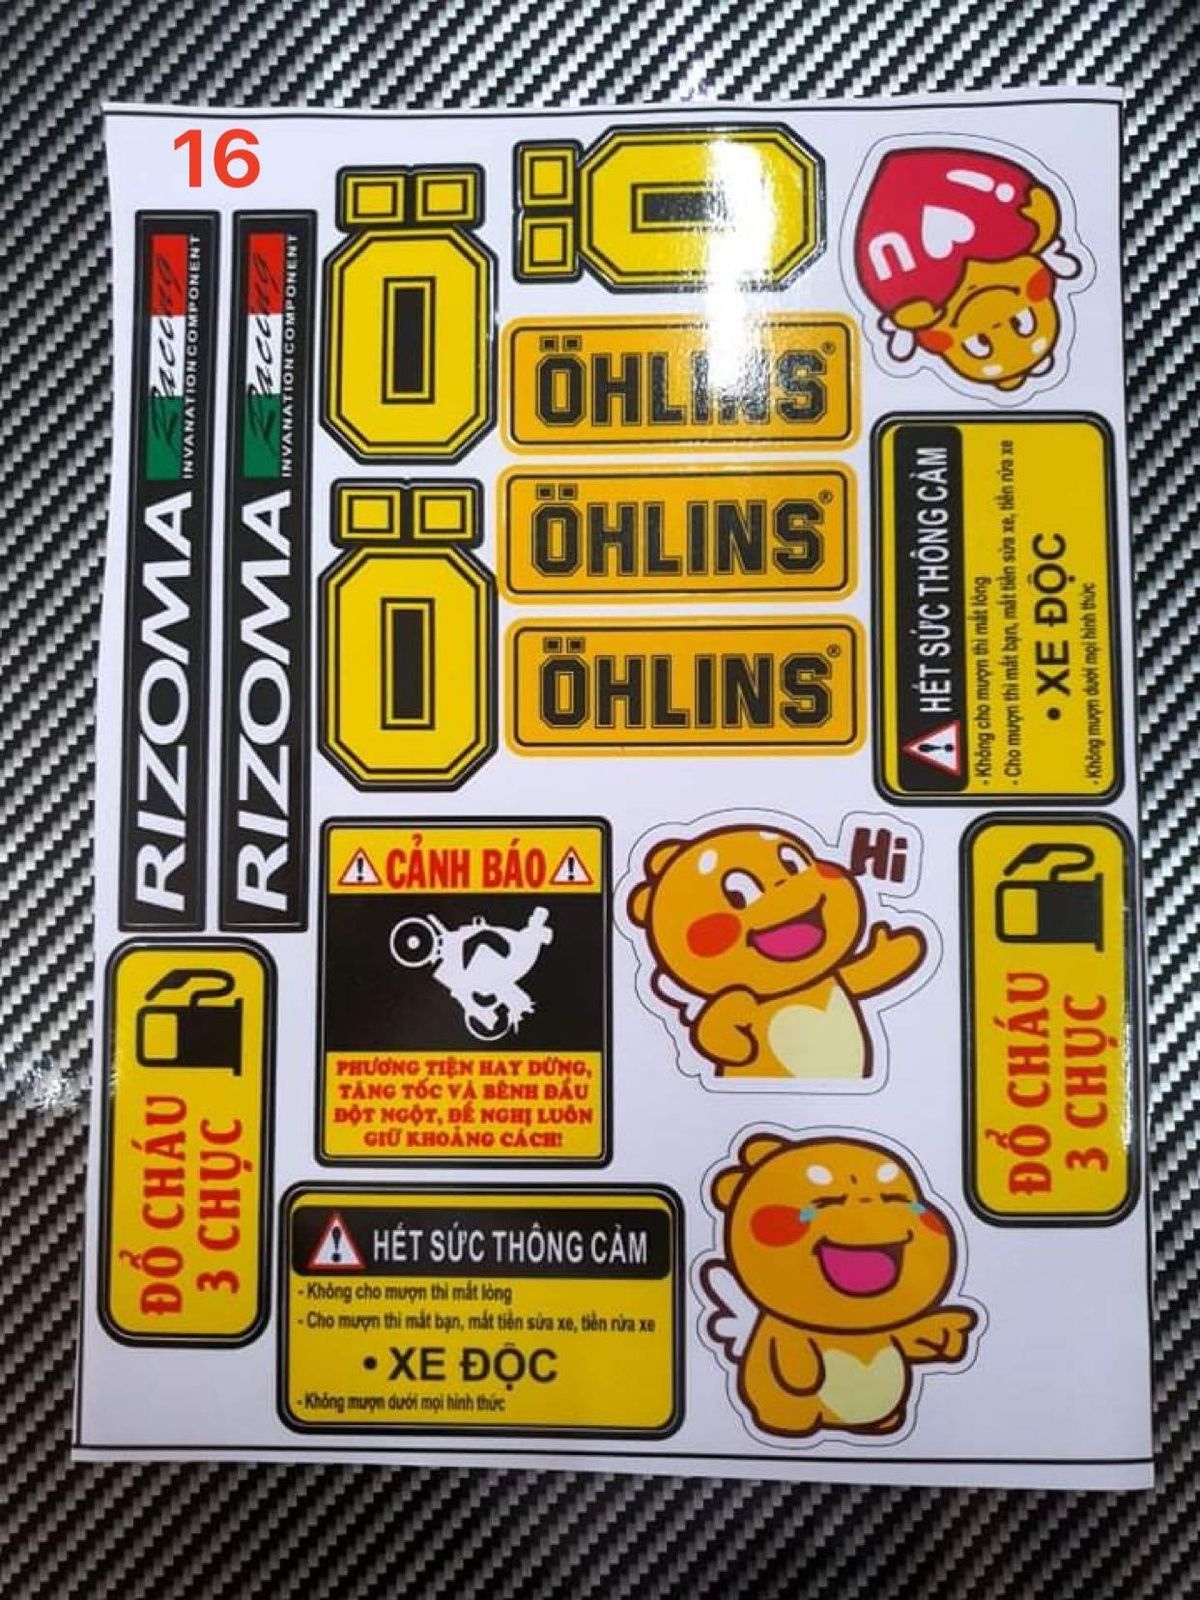 16
RIZOMA
Racing
INVANATION COMPONENT
RIZOMA
Racing
INVANATION COMPONENT
Ö
Ö
Ö
ÖHLINS®
ÖHLINS®
ÖHLINS®
i
U
HẾT SỨC THÔNG CẢM
- Không cho mượn thì mất lòng
- Cho mượn thì mất bạn, mất tiền sửa xe, tiền rửa xe
• XE ĐỘC
- Không mượn dưới mọi hình thức
CẢNH BÁO
PHƯƠNG TIỆN HAY DỪNG,
TĂNG TỐC VÀ BÊNH ĐẦU
ĐỘT NGỘT, ĐỀ NGHỊ LUÔN
GIỮ KHOẢNG CÁCH!
Hi
ĐỔ CHÁU
3 CHỤC
ĐỔ CHÁU
3 CHỤC
HẾT SỨC THÔNG CẢM
- Không cho mượn thì mất lòng
- Cho mượn thì mất bạn, mất tiền sửa xe, tiền rửa xe
• XE ĐỘC
- Không mượn dưới mọi hình thức